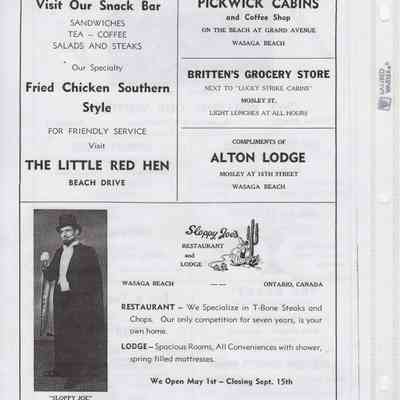 Visit Our Snack Bar
SANDWICHES
TEA – COFFEE
SALADS AND STEAKS
Our Specialty
Fried Chicken Southern
Style
FOR FRIENDLY SERVICE
Visit
THE LITTLE RED HEN
BEACH DRIVE
PICKWICK CABINS
and Coffee Shop
ON THE BEACH AT GRAND AVENUE
WASAGA BEACH
BRITTEN'S GROCERY STORE
NEXT TO "LUCKY STRIKE CABINS"
MOSLEY ST.
LIGHT LUNCHES AT ALL HOURS
COMPLIMENTS OF
ALTON LODGE
MOSLEY AT 18TH STREET
WASAGA BEACH
Sloppy Joe's
RESTAURANT
and
LODGE
WASAGA BEACH — — ONTARIO, CANADA
RESTAURANT – We Specialize in T-Bone Steaks and
Chops. Our only competition for seven years, is your
own home.
LODGE – Spacious Rooms, All Conveniences with shower,
spring filled mattresses.
We Open May 1st – Closing Sept. 15th
"SLOPPY JOE"